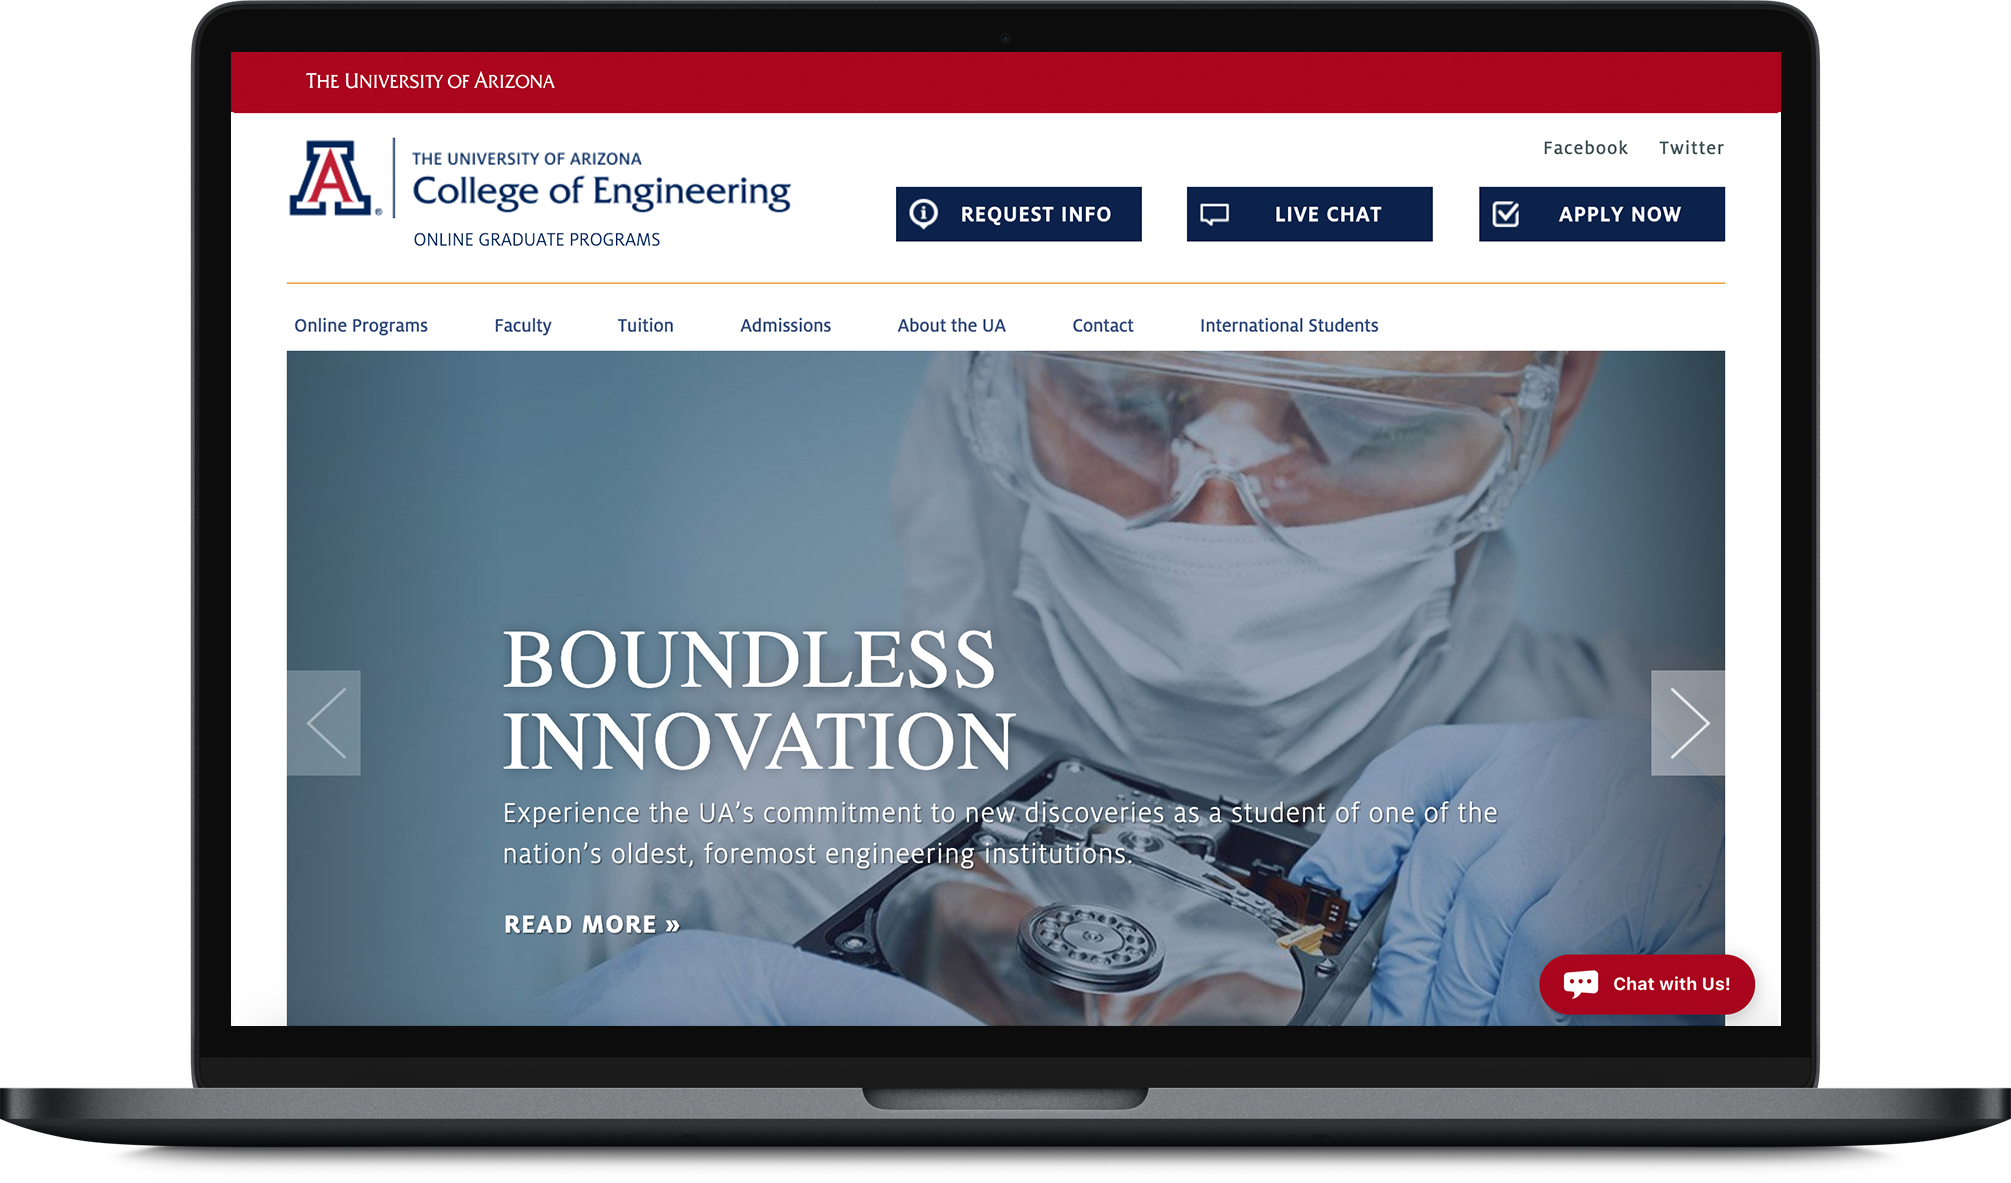 THE UNIVERSITY OF ARIZONA
A®
THE UNIVERSITY OF ARIZONA
College of Engineering
ONLINE GRADUATE PROGRAMS
Facebook Twitter
REQUEST INFO LIVE CHAT APPLY NOW
Online Programs Faculty Tuition Admissions About the UA Contact International Students
BOUNDLESS
INNOVATION
Experience the UA’s commitment to new discoveries as a student of one of the
nation’s oldest, foremost engineering institutions.
READ MORE »
Chat with Us!